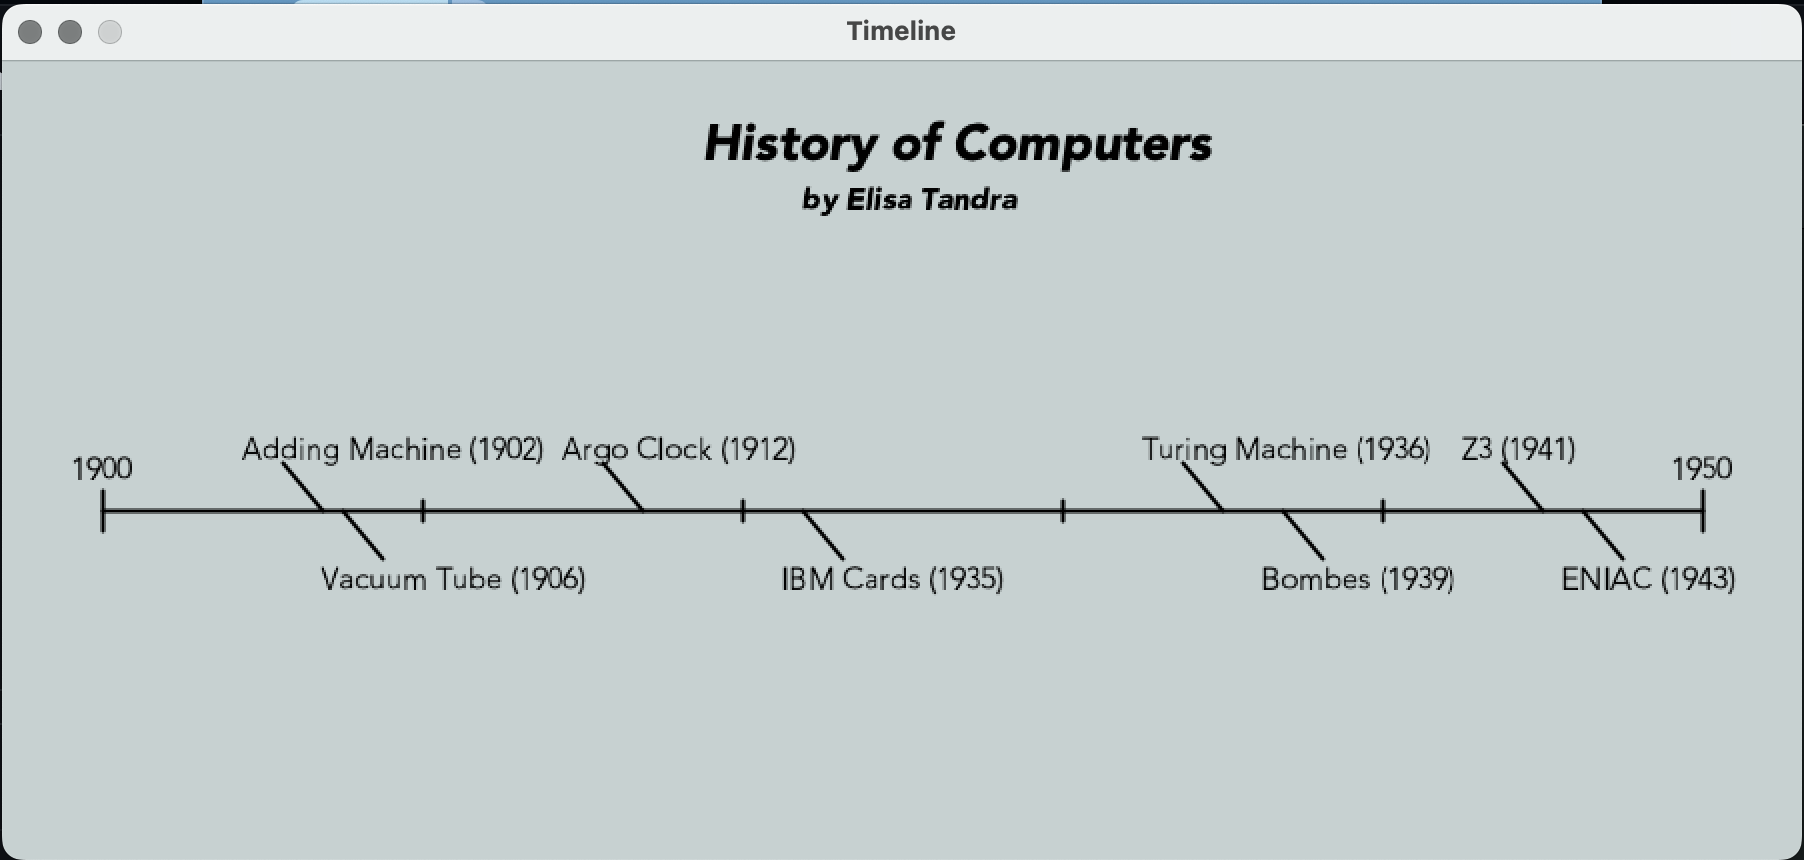 Timeline
History of Computers
by Elisa Tandra
Adding Machine (1902) Argo Clock (1912) Turing Machine (1936) Z3 (1941)
1900 1950
Vacuum Tube (1906) IBM Cards (1935) Bombes (1939) ENIAC (1943)